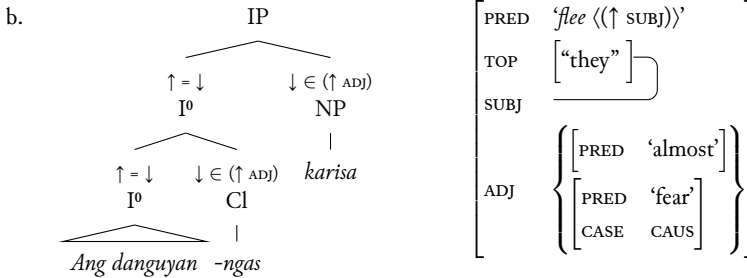 b. IP
↑ = ↓ ↓ ∈ (↑ ADJ)
I⁰ NP
↑ = ↓ ↓ ∈ (↑ ADJ) karisa
I⁰ Cl
Ang danguyan -ngas
PRED ‘flee ⟨(↑ SUBJ)⟩’
TOP [“they”]
SUBJ
ADJ
[PRED ‘almost’]
[PRED ‘fear’
CASE CAUS]